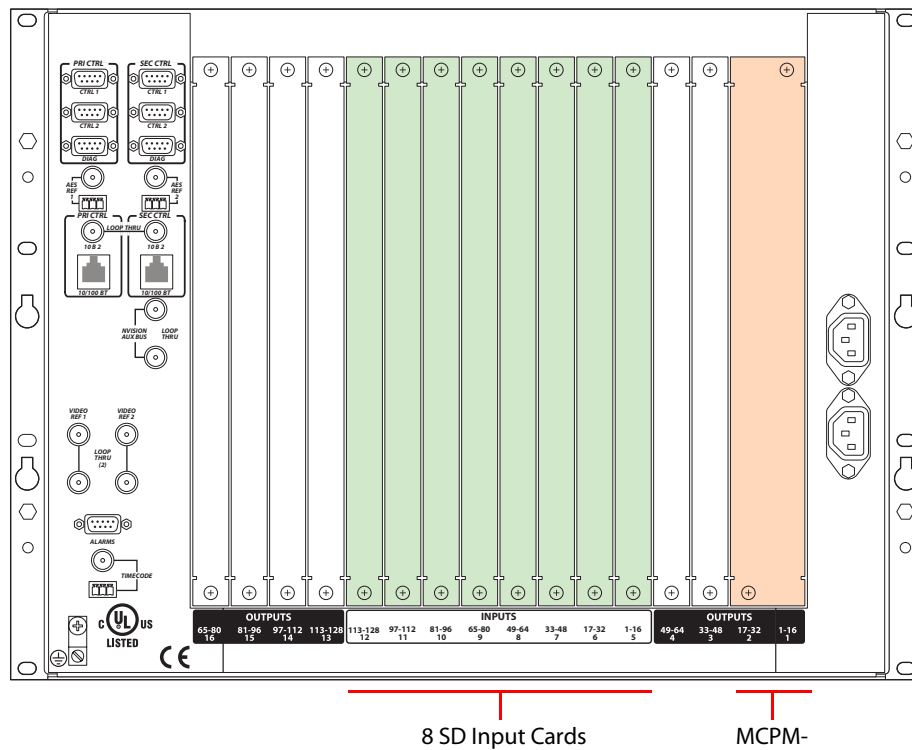 PRI CTRL SEC CTRL
CTRL 1 CTRL 1
CTRL 2 CTRL 2
DIAG DIAG
AES REF 1
AES REF 2
PRI CTRL SEC CTRL
LOOP THRU
10 B 2 10 B 2
10/100 BT 10/100 BT
NVISION AUX BUS
LOOP THRU
VIDEO REF 1
VIDEO REF 2
LOOP THRU (2)
ALARMS
TIMECODE
C UL US
LISTED
CE
OUTPUTS INPUTS OUTPUTS
65-80 81-96 97-112 113-128 113-128 97-112 81-96 65-80 49-64 33-48 17-32 1-16 49-64 33-48 17-32 1-16
16 15 14 13 12 11 10 9 8 7 6 5 4 3 2 1
8 SD Input Cards MCPM-